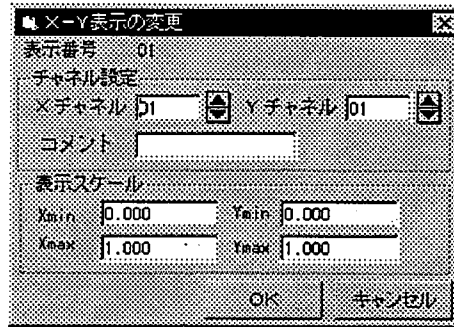 X-Y表示の変更
表示番号 01
チャネル設定
Xチャネル 01 Yチャネル 01
コメント
表示スケール
Xmin 0.000 Ymin 0.000
Xmax 1.000 Ymax 1.000
OK キャンセル